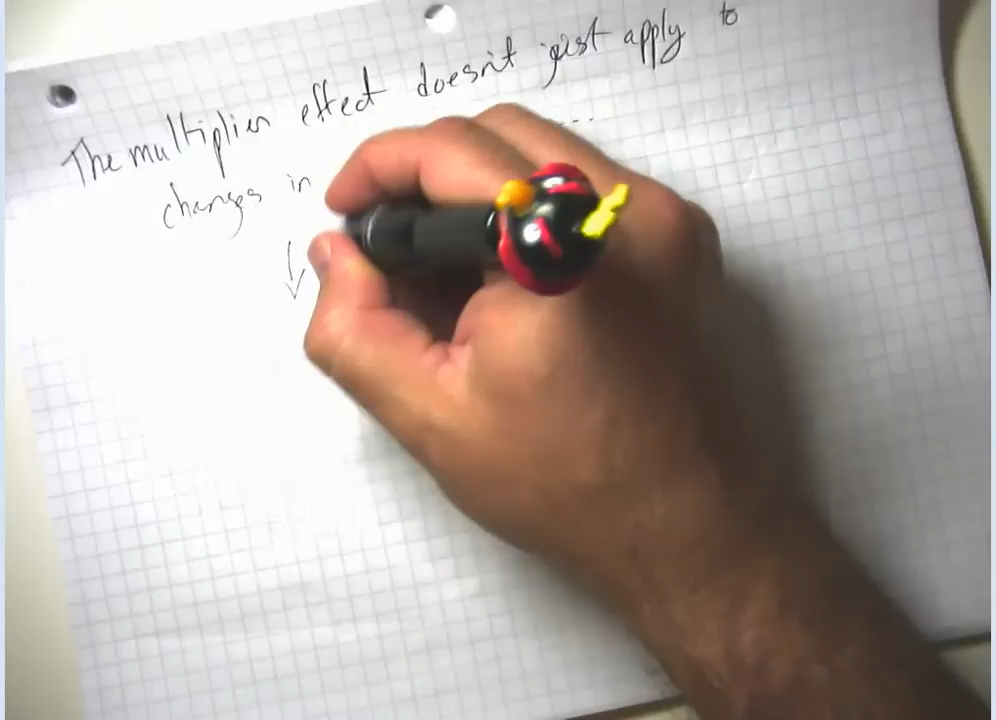 The multiplier effect doesn't just apply to
changes in